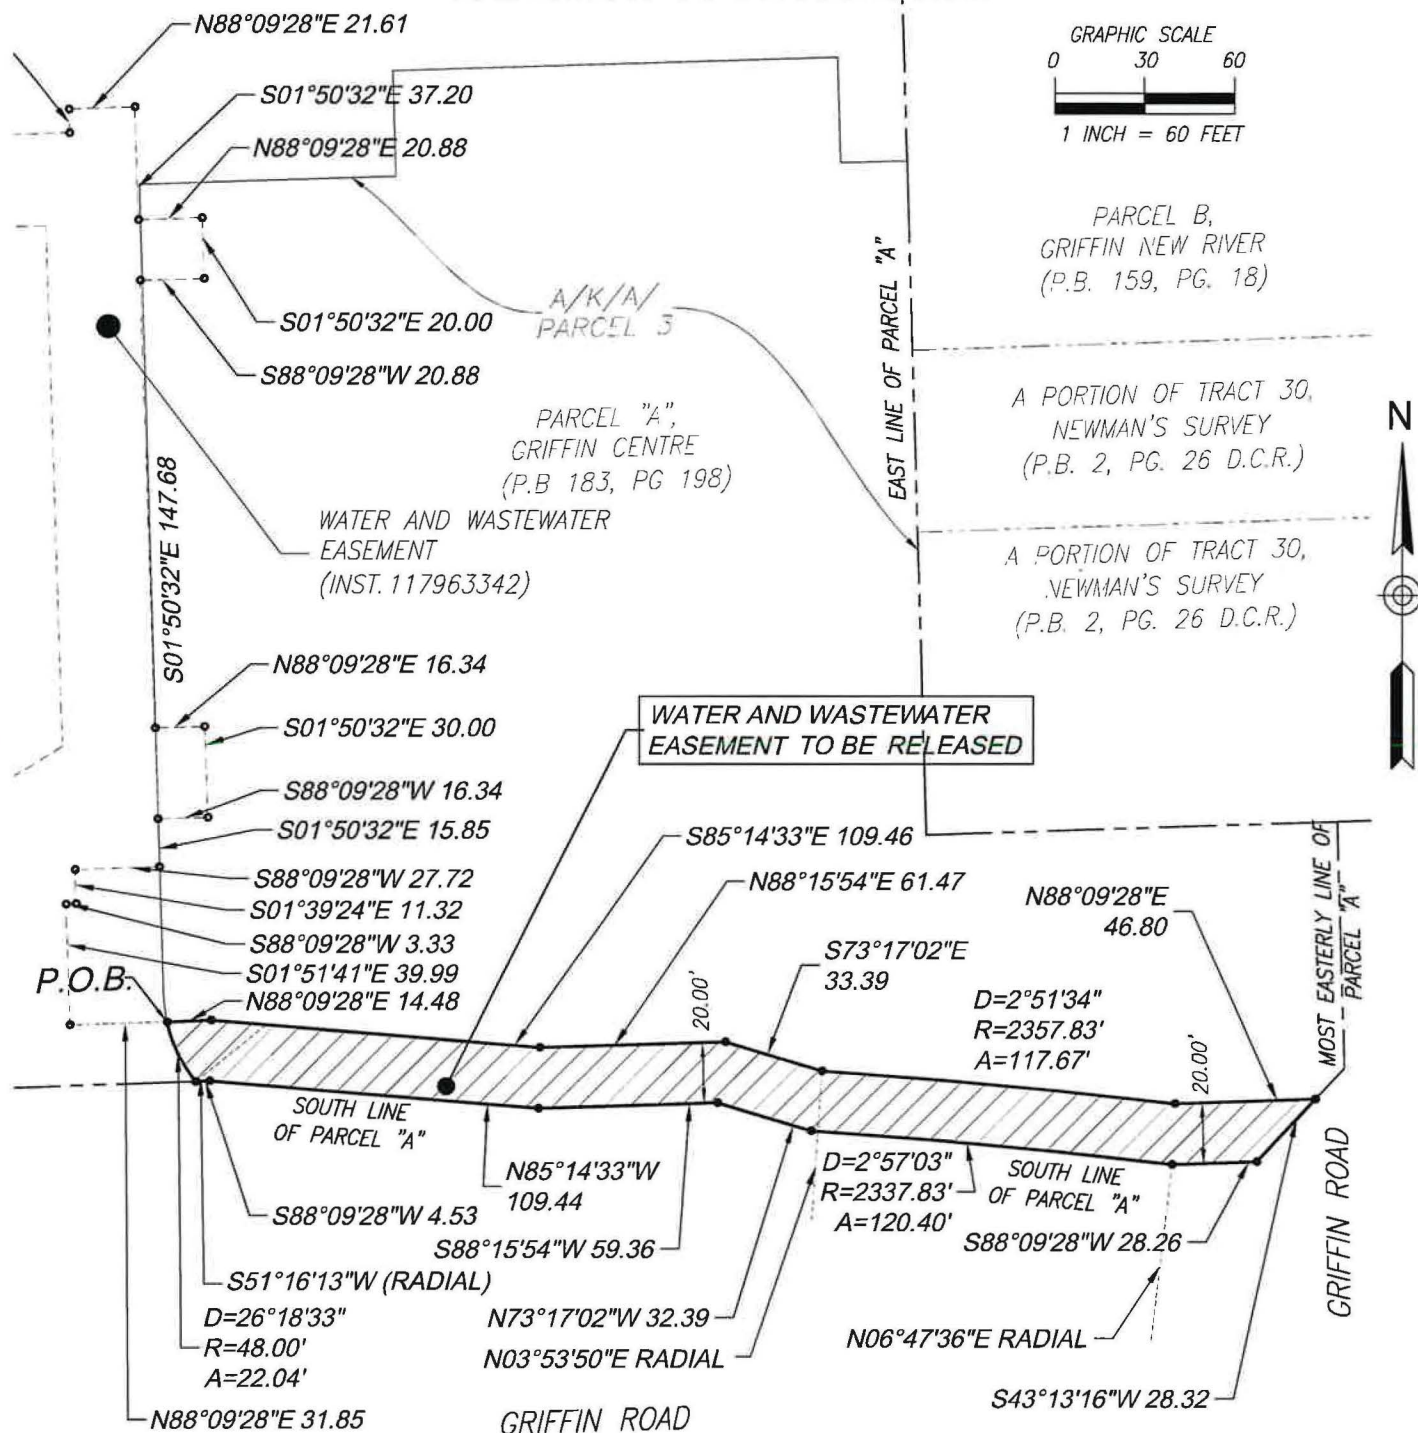 N88°09'28"E 21.61
GRAPHIC SCALE
0 30 60
1 INCH = 60 FEET
S01°50'32"E 37.20
N88°09'28"E 20.88
PARCEL B,
GRIFFIN NEW RIVER
(P.B. 159, PG. 18)
EAST LINE OF PARCEL "A"
A/K/A/
PARCEL 3
S01°50'32"E 20.00
S88°09'28"W 20.88
PARCEL "A",
GRIFFIN CENTRE
(P.B 183, PG 198)
A PORTION OF TRACT 30,
NEWMAN'S SURVEY
(P.B. 2, PG. 26 D.C.R.)
N
S01°50'32"E 147.68
WATER AND WASTEWATER
EASEMENT
(INST. 117963342)
A PORTION OF TRACT 30,
NEWMAN'S SURVEY
(P.B. 2, PG. 26 D.C.R.)
N88°09'28"E 16.34
S01°50'32"E 30.00
WATER AND WASTEWATER
EASEMENT TO BE RELEASED
S88°09'28"W 16.34
S01°50'32"E 15.85
S85°14'33"E 109.46
S88°09'28"W 27.72
N88°15'54"E 61.47
S01°39'24"E 11.32
S88°09'28"W 3.33
S01°51'41"E 39.99
N88°09'28"E
46.80
MOST EASTERLY LINE OF
PARCEL "A"
S73°17'02"E
33.39
P.O.B.
N88°09'28"E 14.48
20.00'
D=2°51'34"
R=2357.83'
A=117.67'
20.00'
SOUTH LINE
OF PARCEL "A"
N85°14'33"W
109.44
D=2°57'03"
R=2337.83'
A=120.40'
SOUTH LINE
OF PARCEL "A"
GRIFFIN ROAD
S88°09'28"W 4.53
S88°15'54"W 59.36
S88°09'28"W 28.26
S51°16'13"W (RADIAL)
D=26°18'33"
R=48.00'
A=22.04'
N73°17'02"W 32.39
N03°53'50"E RADIAL
N06°47'36"E RADIAL
S43°13'16"W 28.32
N88°09'28"E 31.85
GRIFFIN ROAD